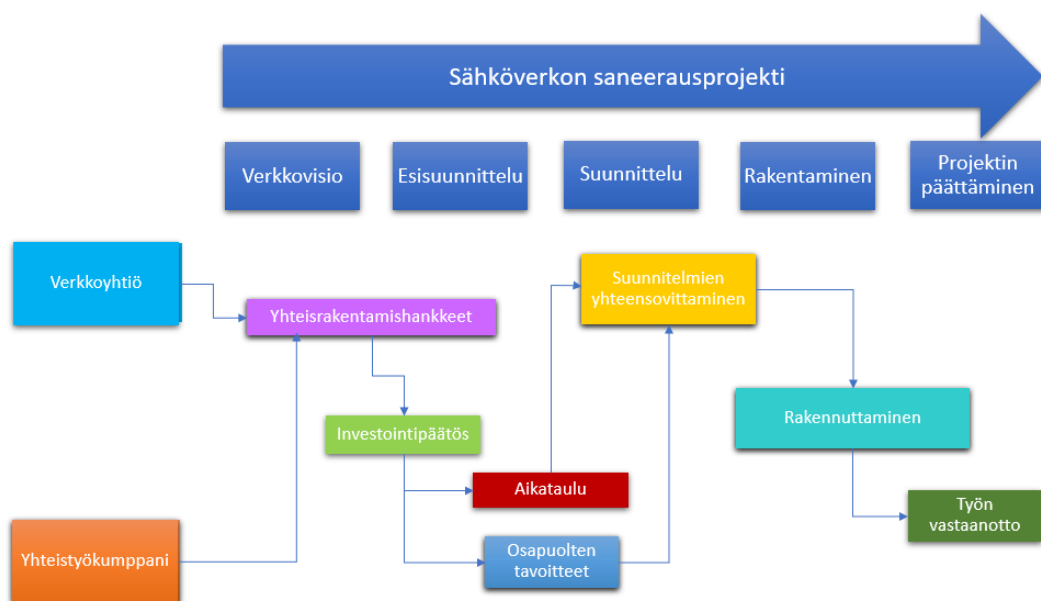 Sähköverkon saneerausprojekti
Verkkovisio
Esisuunnittelu
Suunnittelu
Rakentaminen
Projektin
päättäminen
Verkkoyhtiö
Yhteisrakentamishankkeet
Suunnitelmien
yhteensovittaminen
Investointipäätös
Rakennuttaminen
Aikataulu
Työn
vastaanotto
Yhteistyökumppani
Osapuolten
tavoitteet